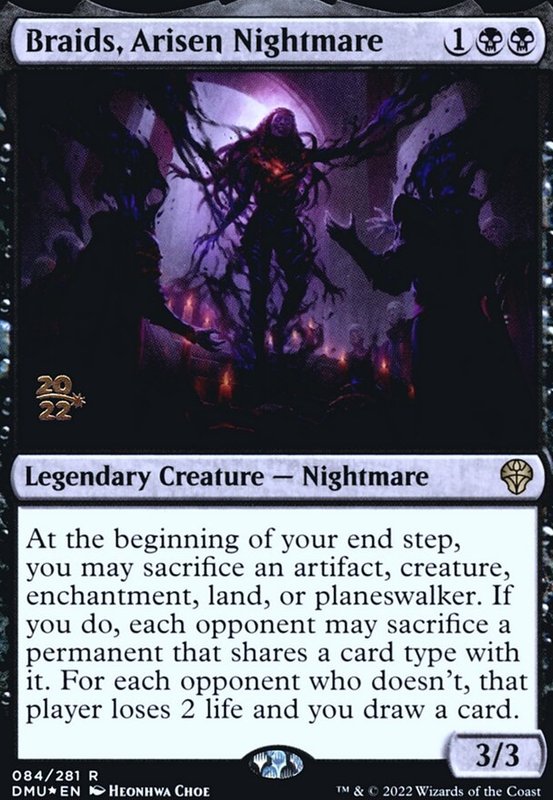 Braids, Arisen Nightmare 1
20
22
Legendary Creature — Nightmare
At the beginning of your end step,
you may sacrifice an artifact, creature,
enchantment, land, or planeswalker. If
you do, each opponent may sacrifice a
permanent that shares a card type with
it. For each opponent who doesn't, that
player loses 2 life and you draw a card.
3/3
084/281 R
DMU★EN HEONHWA CHOE ™ & © 2022 Wizards of the Coast